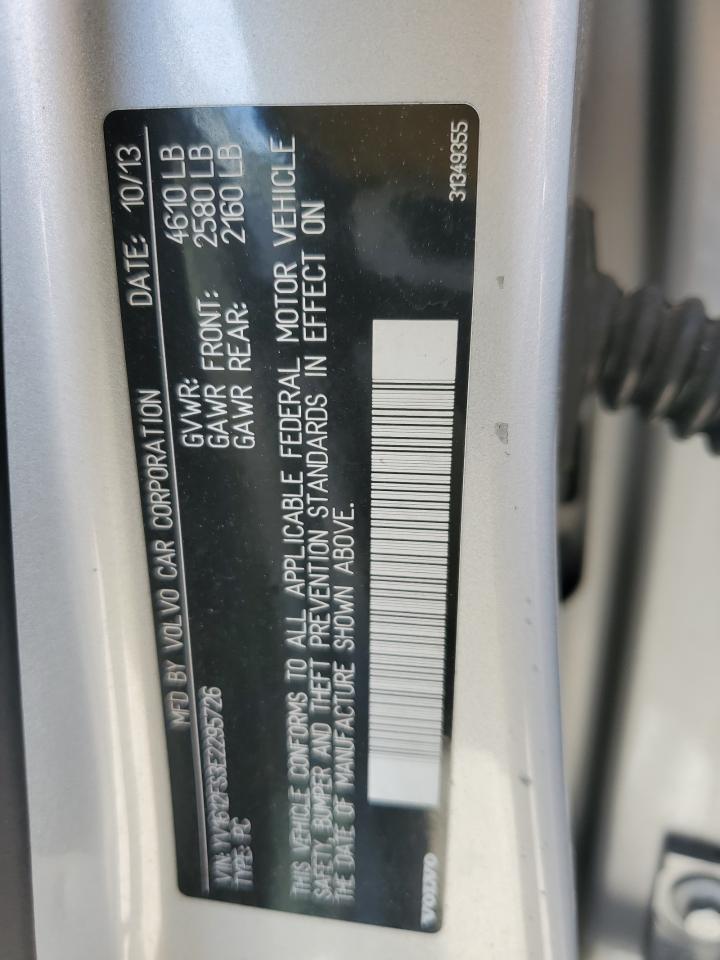 MFD BY VOLVO CAR CORPORATION DATE: 10/13
GVWR: 4610 LB
GAWR FRONT: 2580 LB
GAWR REAR: 2160 LB
VIN:
TYPE: PC
THIS VEHICLE CONFORMS TO ALL APPLICABLE FEDERAL MOTOR VEHICLE
SAFETY, BUMPER AND THEFT PREVENTION STANDARDS IN EFFECT ON
THE DATE OF MANUFACTURE SHOWN ABOVE.
VOLVO
31349355